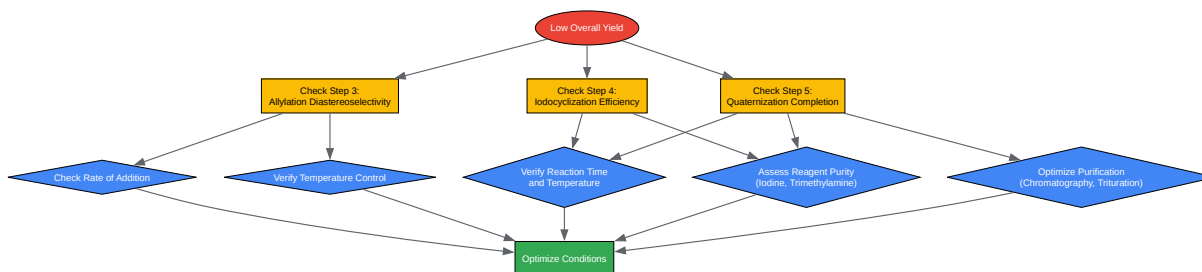 Low Overall Yield
Check Step 3:
Allylation Diastereoselectivity
Check Step 4:
Iodocyclization Efficiency
Check Step 5:
Quaternization Completion
Check Rate of Addition
Verify Temperature Control
Verify Reaction Time
and Temperature
Assess Reagent Purity
(Iodine, Trimethylamine)
Optimize Purification
(Chromatography, Trituration)
Optimize Conditions